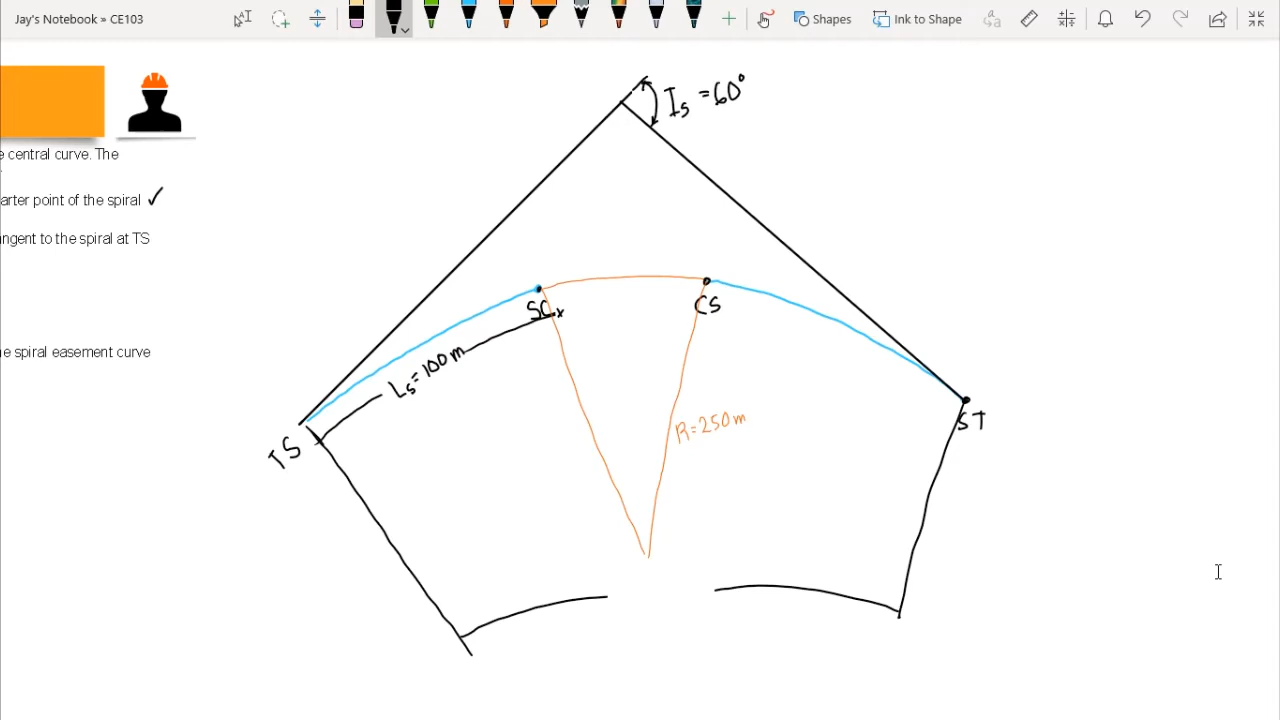 Jay's Notebook » CE103
Shapes
Ink to Shape
e central curve. The
arter point of the spiral ✓
angent to the spiral at TS
e spiral easement curve
Is = 60°
SC
CS
Ls = 100 m
R = 250 m
TS
ST